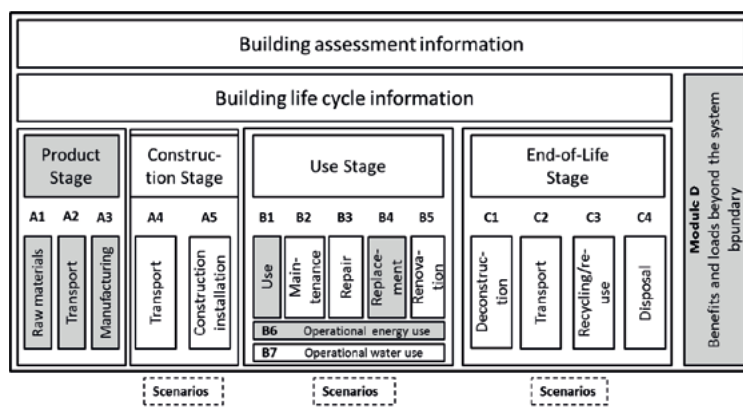 Building assessment information
Building life cycle information
Product
Stage
Construc-
tion Stage
Use Stage
End-of-Life
Stage
A1
A2
A3
A4
A5
B1
B2
B3
B4
B5
C1
C2
C3
C4
Raw materials
Transport
Manufacturing
Transport
Construction
installation
Use
Main-
tenance
Repair
Replace-
ment
Renova-
tion
Deconstruc-
tion
Transport
Recycling/re-
use
Disposal
B6 Operational energy use
B7 Operational water use
Module D
Benefits and loads beyond the system
bpundary
Scenarios
Scenarios
Scenarios